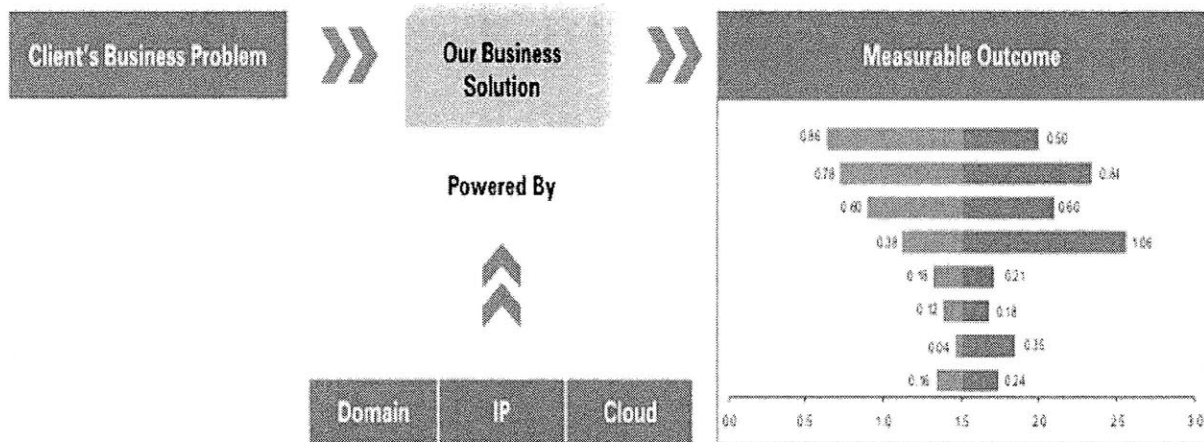 Client's Business Problem
Our Business
Solution
Measurable Outcome
Powered By
Domain
IP
Cloud
0.86
0.50
0.78
0.84
0.60
0.60
0.38
1.06
0.18
0.21
0.12
0.18
0.04
0.35
0.16
0.24
0.0
0.5
1.0
1.5
2.0
2.5
3.0